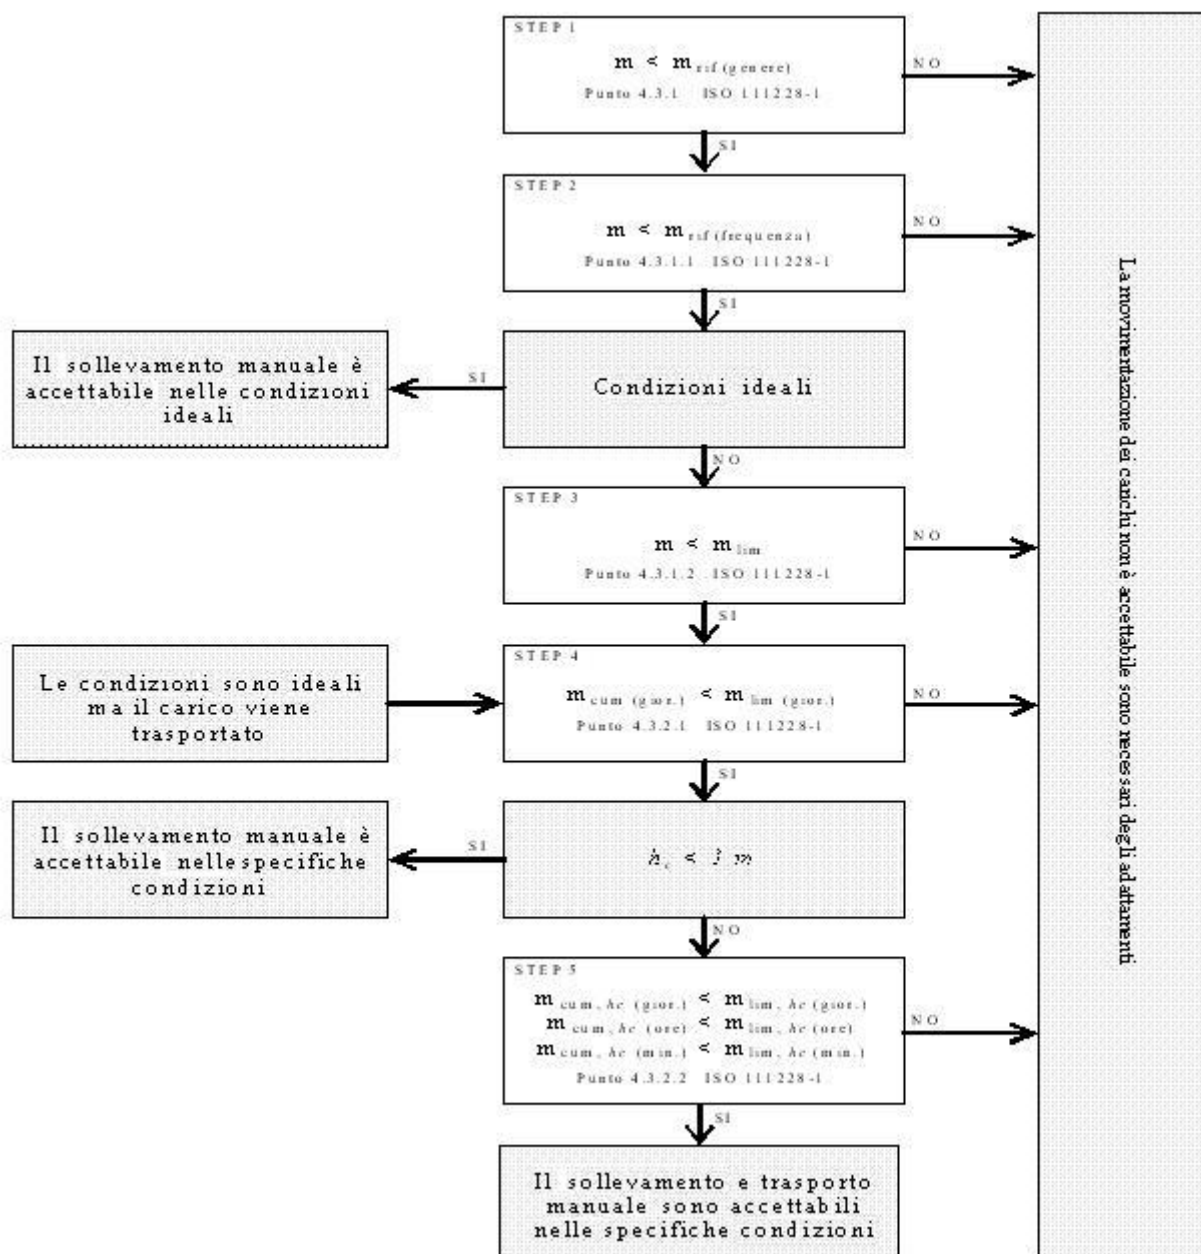 STEP 1
m < m rif (genere)
Punto 4.3.1 ISO 111228-1
NO
SI
STEP 2
m < m rif (frequenza)
Punto 4.3.1.1 ISO 111228-1
NO
SI
Il sollevamento manuale è
accettabile nelle condizioni
ideali
SI
Condizioni ideali
NO
STEP 3
m < m lim
Punto 4.3.1.2 ISO 111228-1
NO
SI
Le condizioni sono ideali
ma il carico viene
trasportato
STEP 4
m cum (gior.) < m lim (gior.)
Punto 4.3.2.1 ISO 111228-1
NO
SI
Il sollevamento manuale è
accettabile nelle specifiche
condizioni
SI
h c < 1 m
NO
STEP 5
m cum, hc (gior.) < m lim, hc (gior.)
m cum, hc (ore) < m lim, hc (ore)
m cum, hc (min.) < m lim, hc (min.)
Punto 4.3.2.2 ISO 111228-1
NO
SI
Il sollevamento e trasporto
manuale sono accettabili
nelle specifiche condizioni
La movimentazione dei carichi non è accettabile sono necessari degli adattamenti